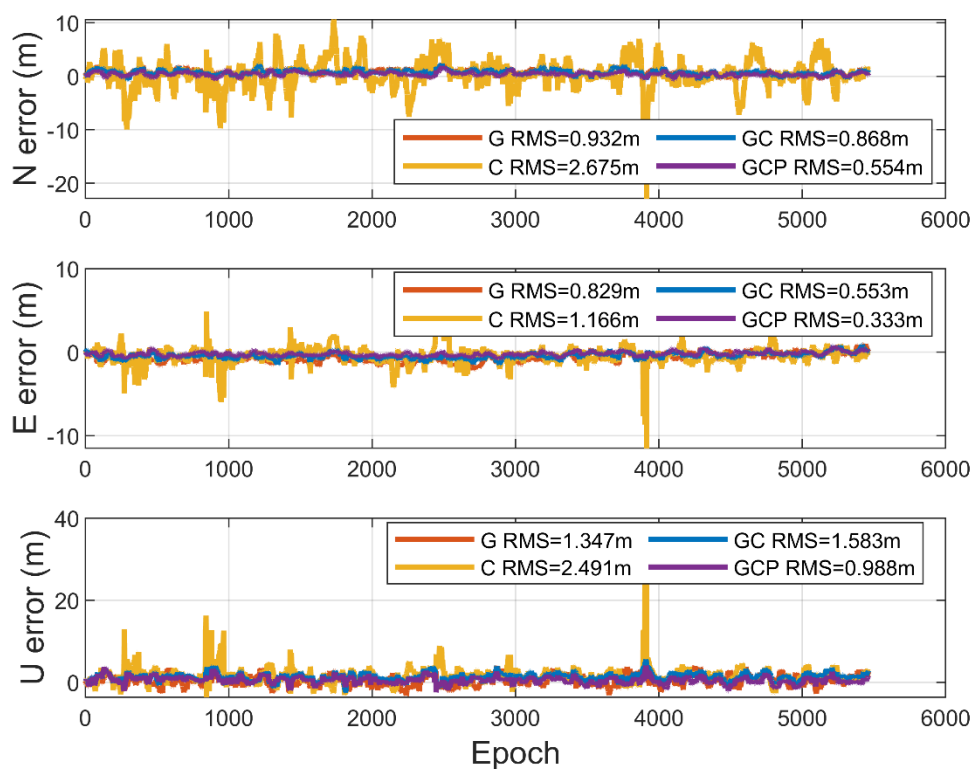 10
0
-10
-20
N error (m)
G RMS=0.932m GC RMS=0.868m
C RMS=2.675m GCP RMS=0.554m
0 1000 2000 3000 4000 5000 6000
10
0
-10
E error (m)
G RMS=0.829m GC RMS=0.553m
C RMS=1.166m GCP RMS=0.333m
0 1000 2000 3000 4000 5000 6000
40
20
0
U error (m)
G RMS=1.347m GC RMS=1.583m
C RMS=2.491m GCP RMS=0.988m
0 1000 2000 3000 4000 5000 6000
Epoch